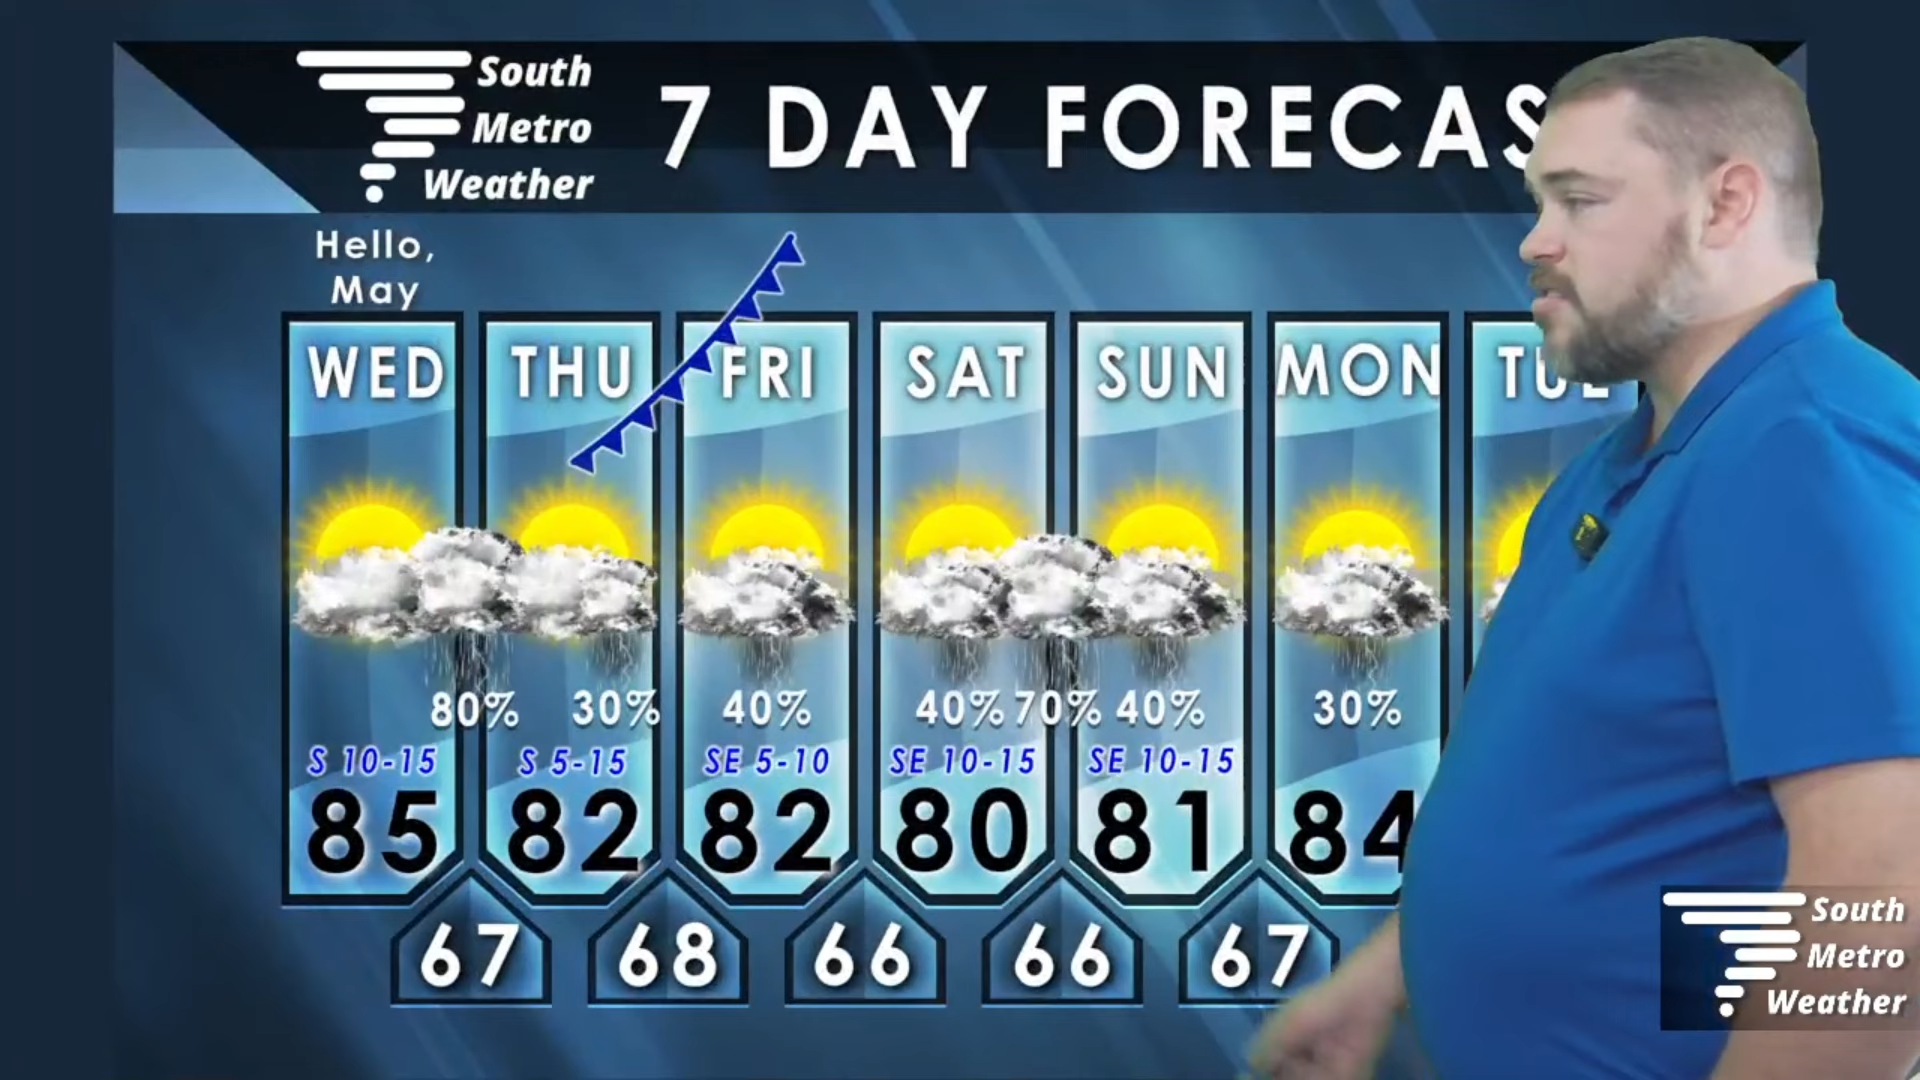 South
Metro
Weather
7 DAY FORECAS
Hello,
May
WED THU FRI SAT SUN MON TUE
80% 30% 40% 40% 70% 40% 30%
S 10-15 S 5-15 SE 5-10 SE 10-15 SE 10-15
85 82 82 80 81 84
67 68 66 66 67
South
Metro
Weather